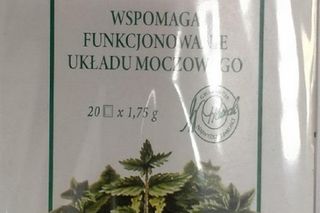 WSPOMAGA
FUNKCJONOWANIE
UKŁADU MOCZOWEGO
20 x 1,75 g